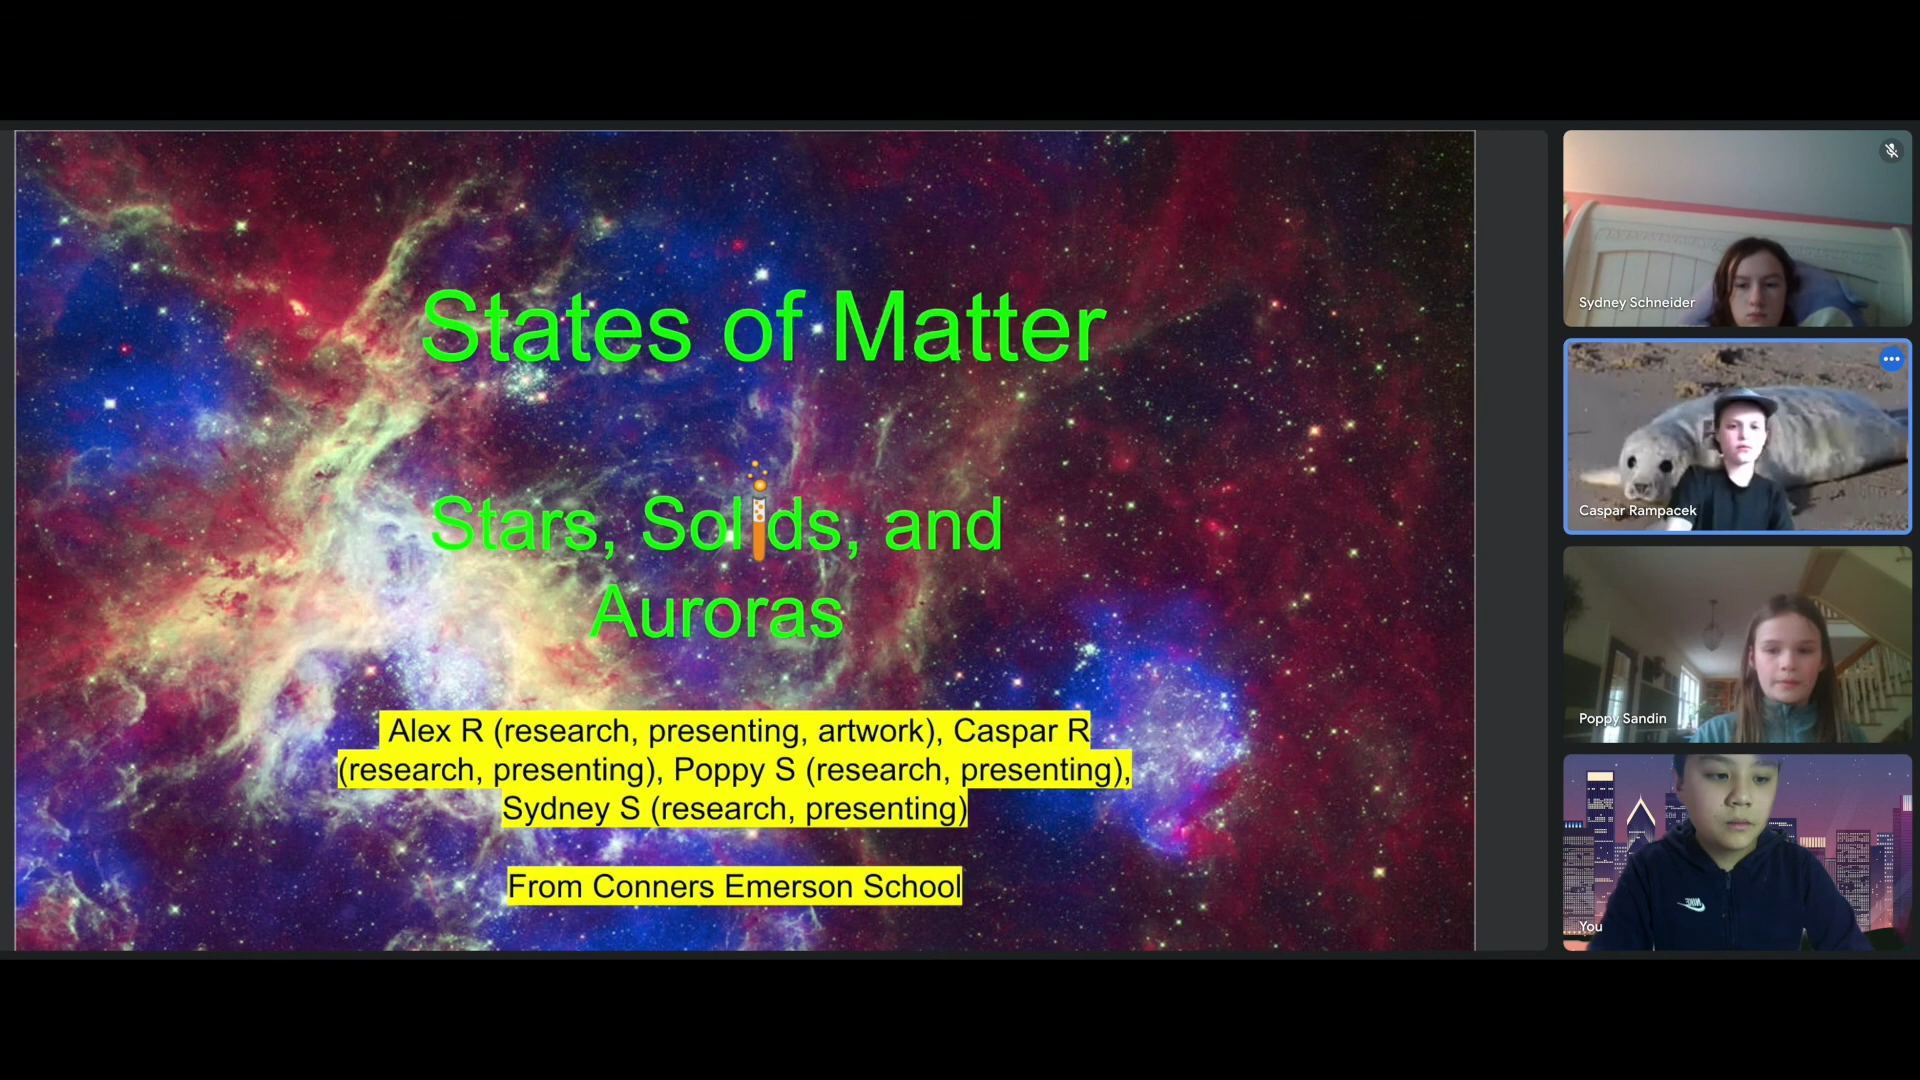 States of Matter
Stars, Solids, and
Auroras
Alex R (research, presenting, artwork), Caspar R
(research, presenting), Poppy S (research, presenting),
Sydney S (research, presenting)
From Conners Emerson School
Sydney Schneider
Caspar Rampacek
Poppy Sandin
You
NIKE